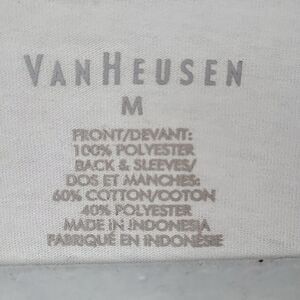 VANHEUSEN
M
FRONT/DEVANT:
100% POLYESTER
BACK & SLEEVES/
DOS ET MANCHES:
60% COTTON/COTON
40% POLYESTER
MADE IN INDONESIA
FABRIQUÉ EN INDONÉSIE